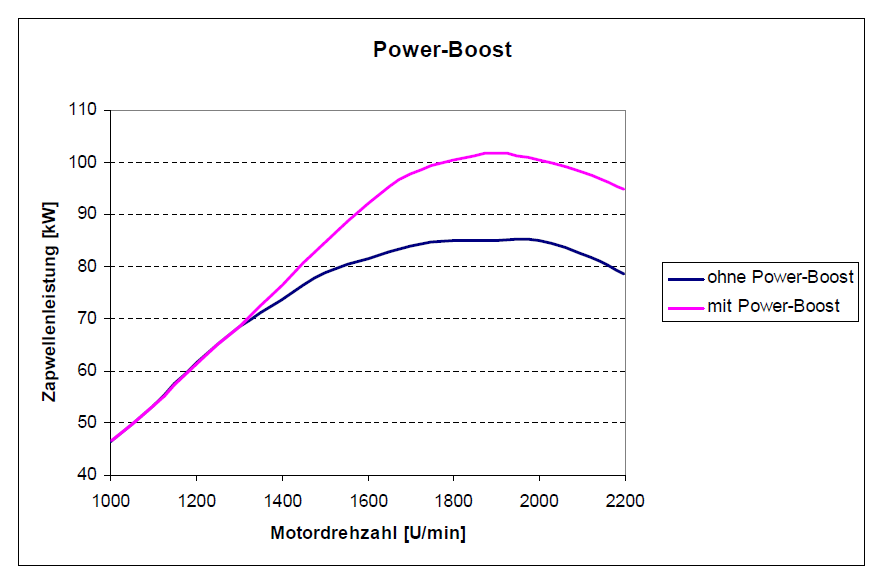 Power-Boost
110
100
90
80
70
60
50
40
Zapwellenleistung [kW]
1000 1200 1400 1600 1800 2000 2200
Motordrehzahl [U/min]
ohne Power-Boost
mit Power-Boost